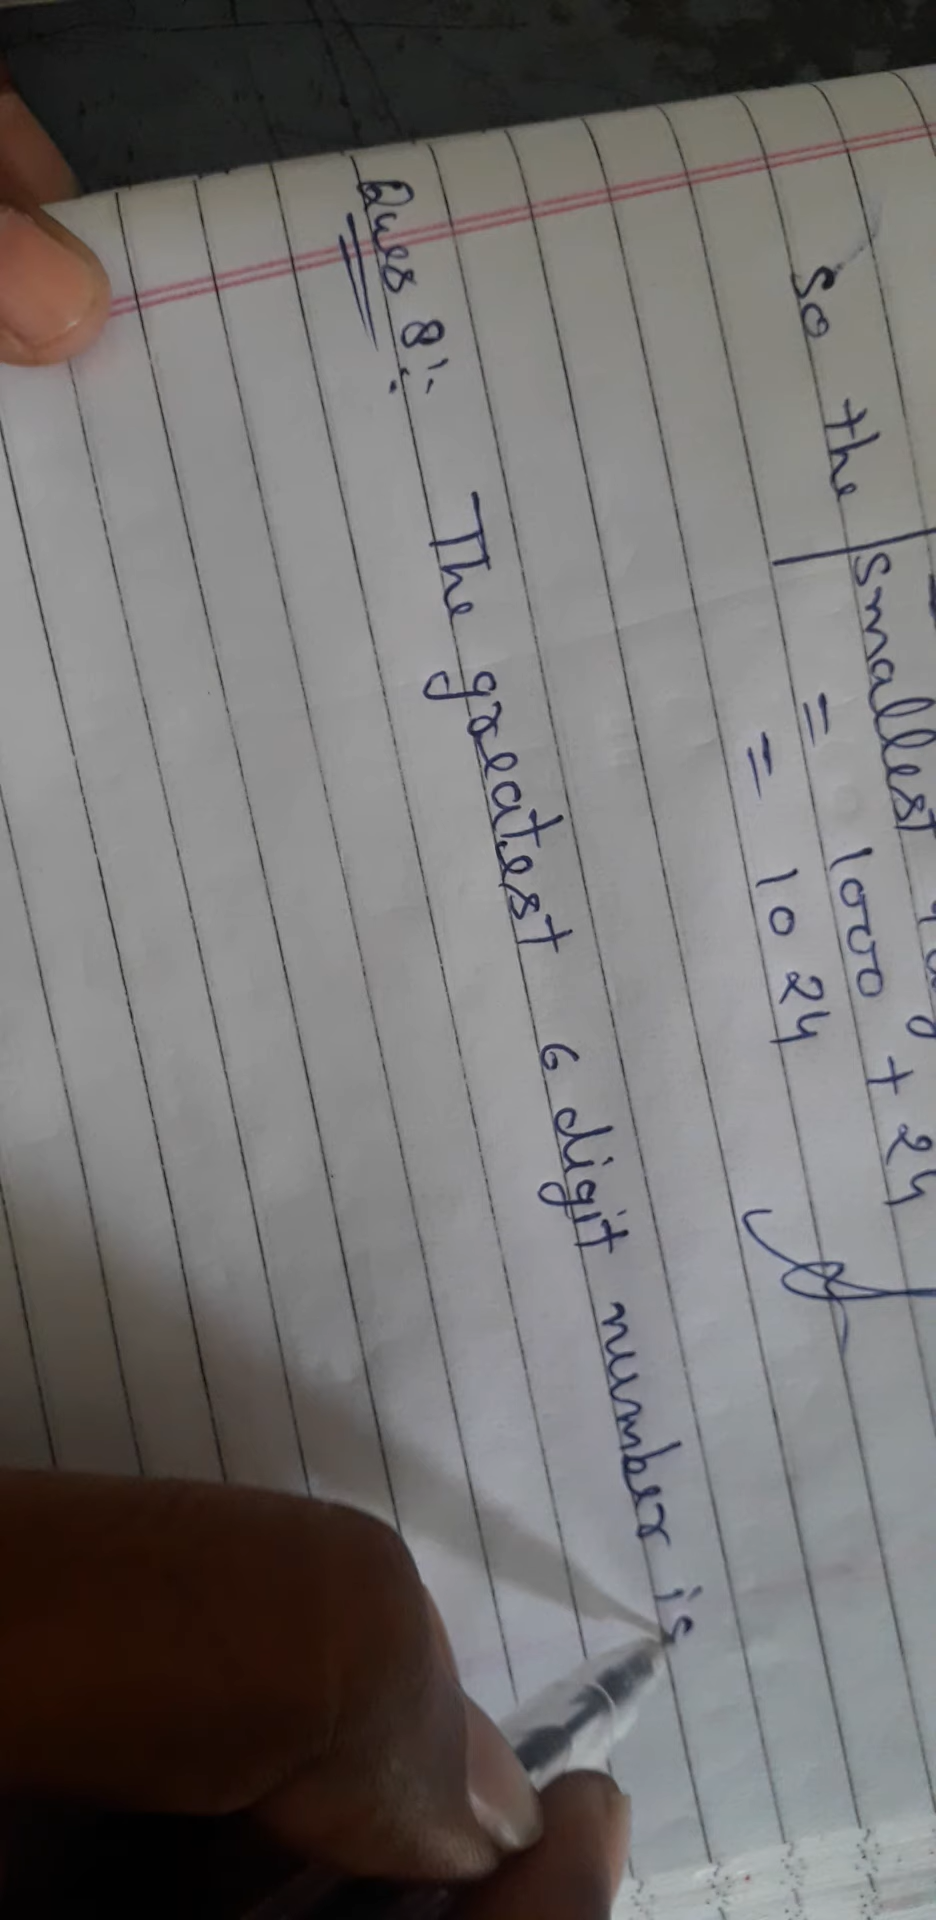 so the smallest
= 1000 + 24
= 1024
Ques 8:- The greatest 6 digit number is